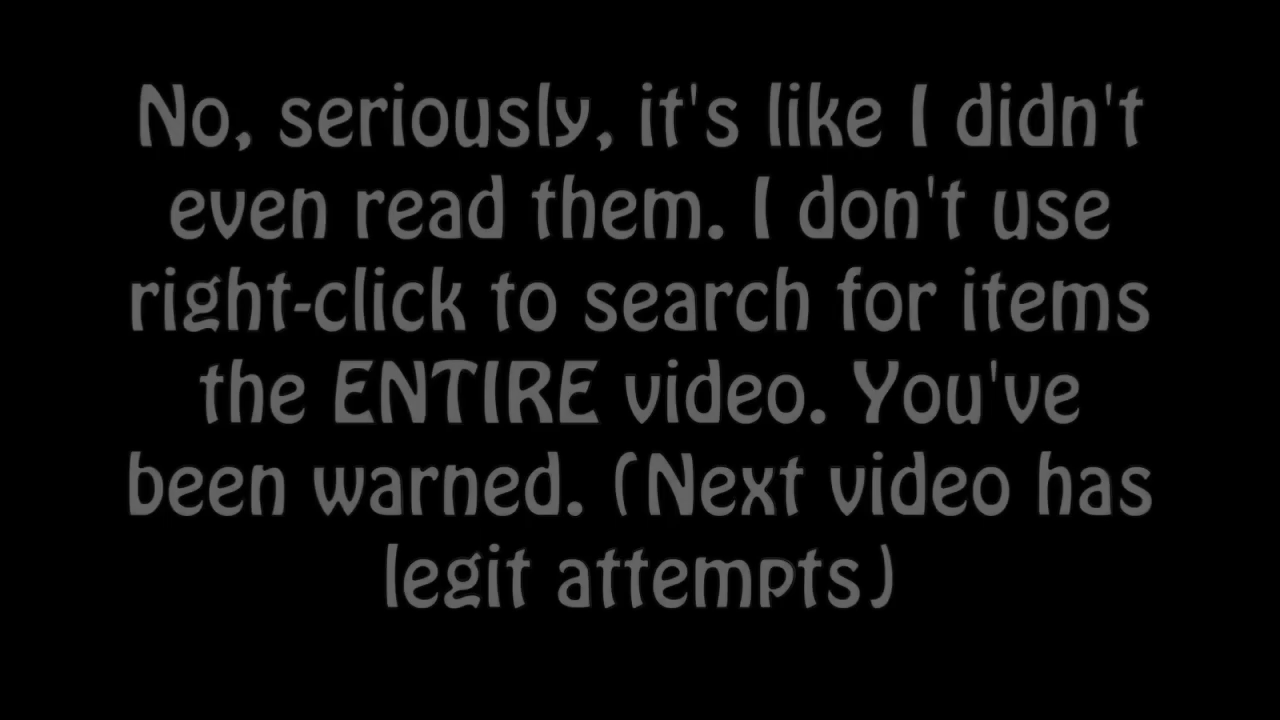 No, seriously, it's like I didn't
even read them. I don't use
right-click to search for items
the ENTIRE video. You've
been warned. (Next video has
legit attempts)